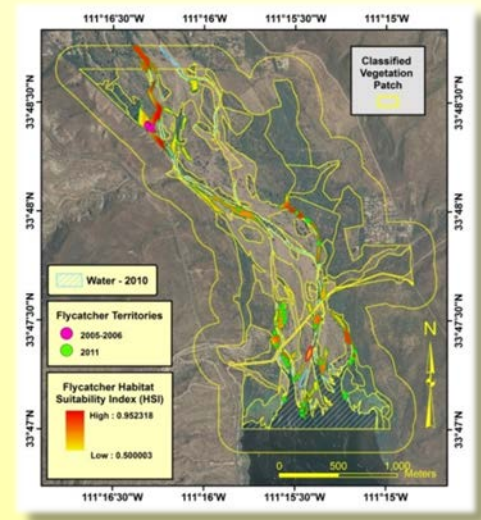 111°16'30"W 111°16'0"W 111°15'30"W 111°15'0"W
Classified
Vegetation
Patch
33°48'30"N
33°48'30"N
33°48'N
33°48'N
Water - 2010
Flycatcher Territories
2005-2006
2011
33°47'30"N
33°47'30"N
N
Flycatcher Habitat
Suitability Index (HSI)
High : 0.952318
Low : 0.500003
33°47'N
33°47'N
0 500 1,000
Meters
111°16'30"W 111°16'W 111°15'30"W 111°15'W